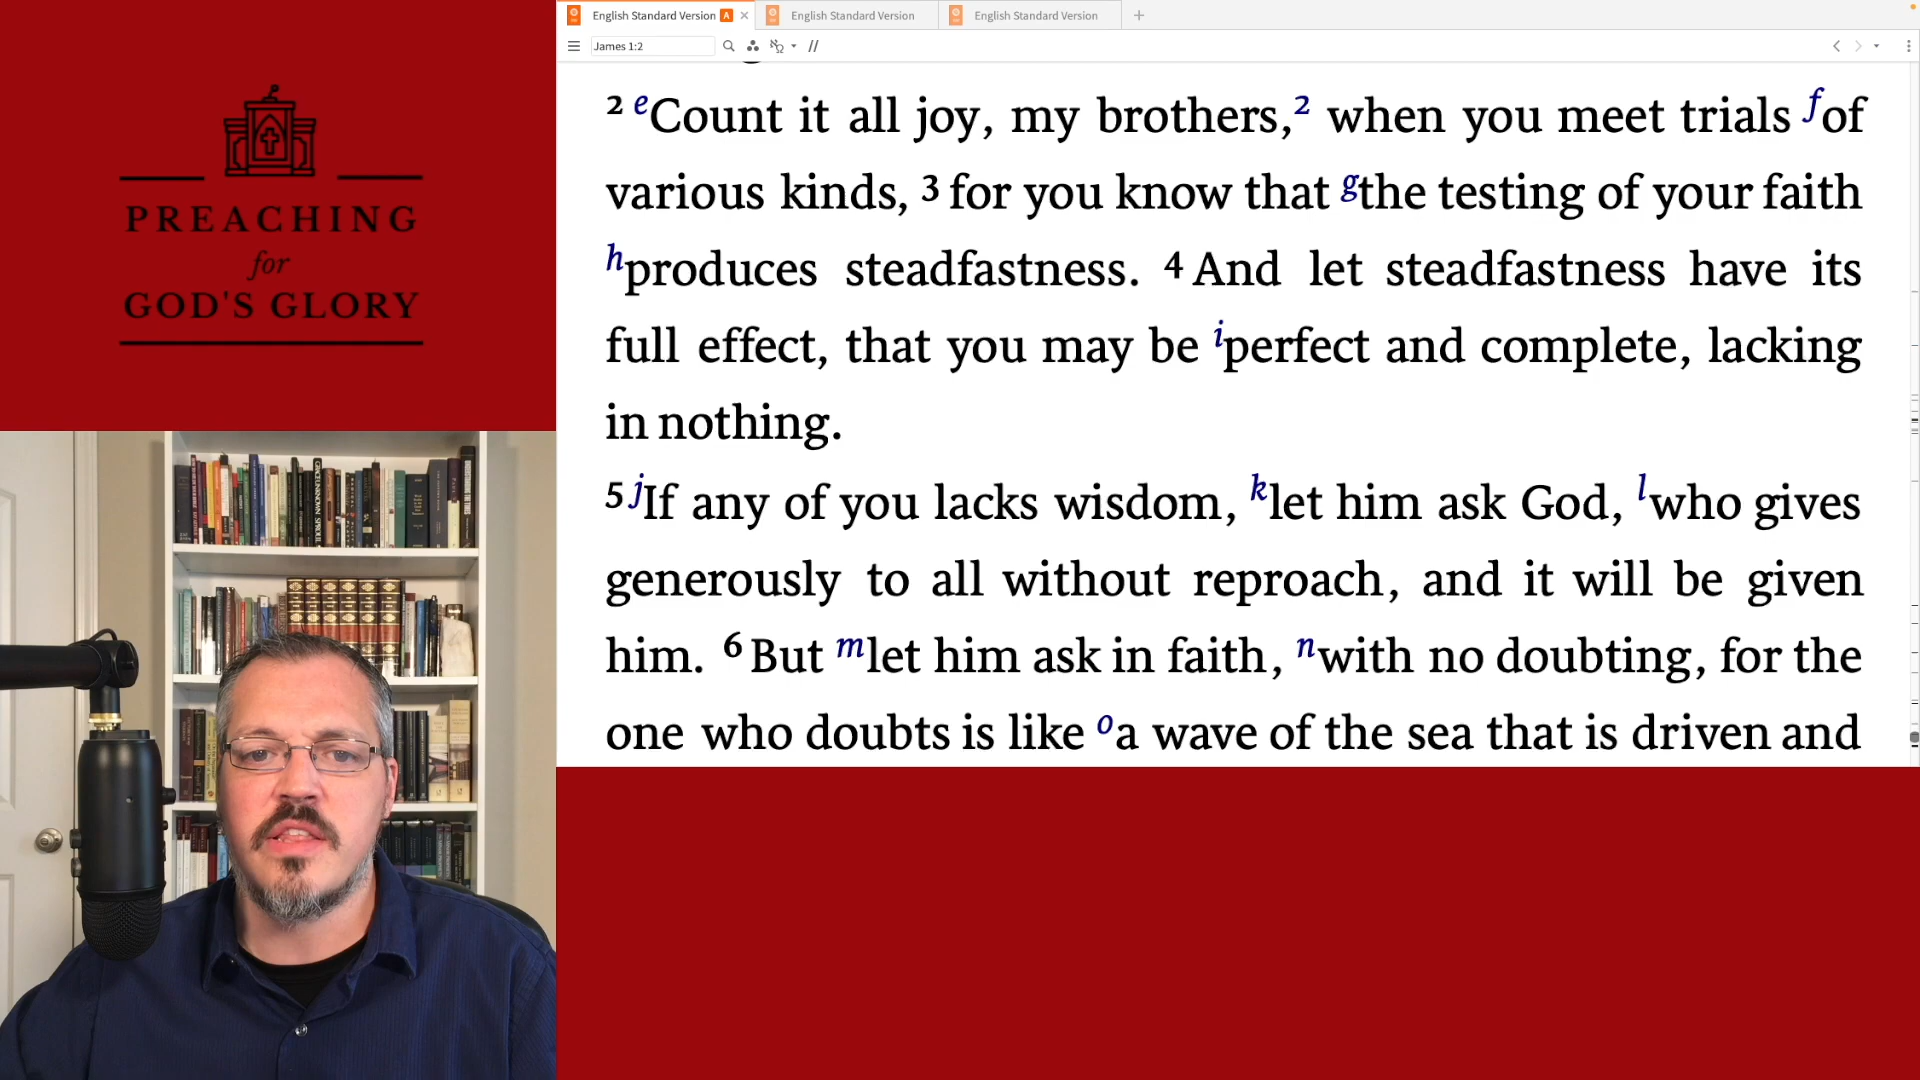 PREACHING
for
GOD'S GLORY
English Standard Version A
English Standard Version
English Standard Version
James 1:2
2 e Count it all joy, my brothers,2 when you meet trials f of
various kinds, 3 for you know that g the testing of your faith
h produces steadfastness. 4 And let steadfastness have its
full effect, that you may be i perfect and complete, lacking
in nothing.
5 j If any of you lacks wisdom, k let him ask God, l who gives
generously to all without reproach, and it will be given
him. 6 But m let him ask in faith, n with no doubting, for the
one who doubts is like o a wave of the sea that is driven and